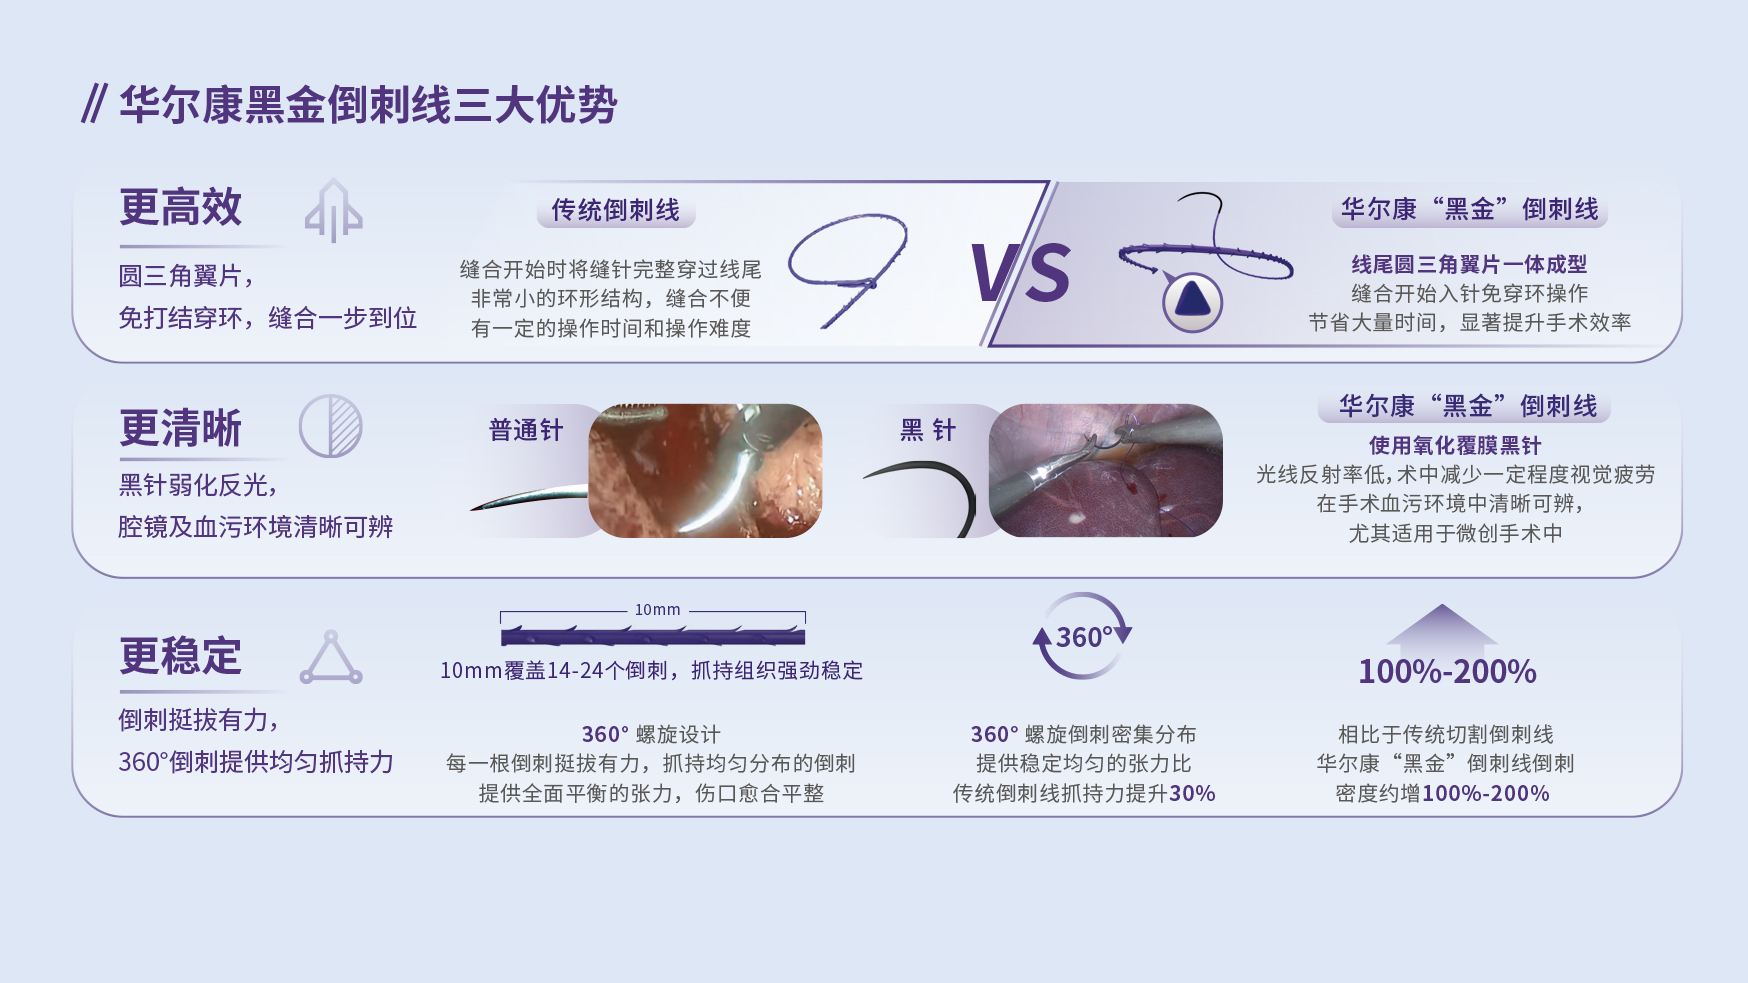 华尔康黑金倒刺线三大优势
更高效
圆三角翼片，
免打结穿环，缝合一步到位
传统倒刺线
缝合开始时将缝针完整穿过线尾
非常小的环形结构，缝合不便
有一定的操作时间和操作难度
VS
华尔康“黑金”倒刺线
线尾圆三角翼片一体成型
缝合开始入针免穿环操作
节省大量时间，显著提升手术效率
更清晰
黑针弱化反光，
腔镜及血污环境清晰可辨
普通针
黑 针
华尔康“黑金”倒刺线
使用氧化覆膜黑针
光线反射率低,术中减少一定程度视觉疲劳
在手术血污环境中清晰可辨，
尤其适用于微创手术中
更稳定
倒刺挺拔有力，
360°倒刺提供均匀抓持力
10mm
10mm覆盖14-24个倒刺，抓持组织强劲稳定
360° 螺旋设计
每一根倒刺挺拔有力，抓持均匀分布的倒刺
提供全面平衡的张力，伤口愈合平整
360°
360° 螺旋倒刺密集分布
提供稳定均匀的张力比
传统倒刺线抓持力提升30%
100%-200%
相比于传统切割倒刺线
华尔康“黑金”倒刺线倒刺
密度约增100%-200%